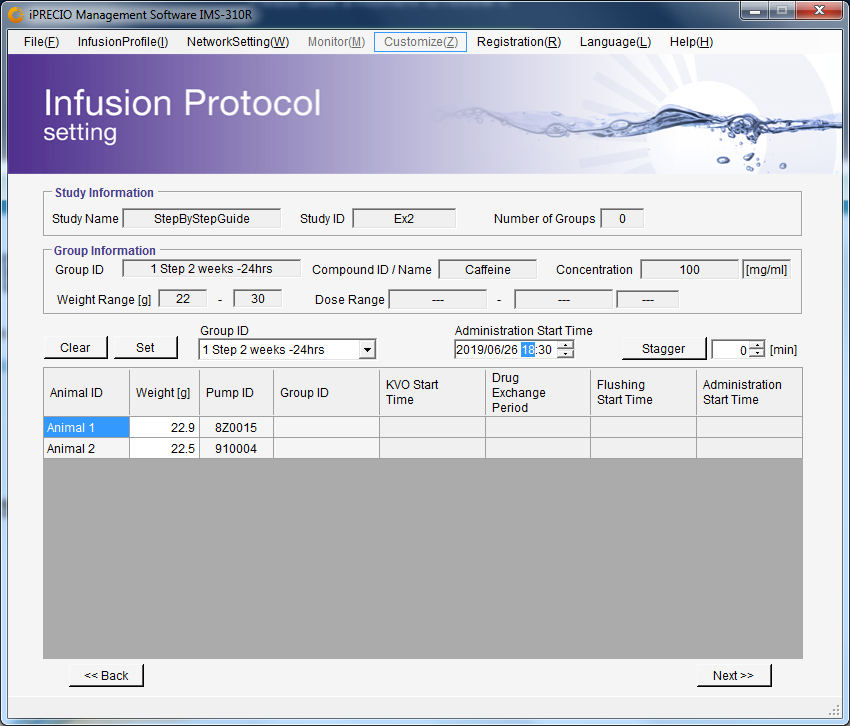 iPRECIO Management Software IMS-310R
File(F) InfusionProfile(I) NetworkSetting(W) Monitor(M) Customize(Z) Registration(R) Language(L) Help(H)
Infusion Protocol
setting
Study Information
Study Name StepByStepGuide Study ID Ex2 Number of Groups 0
Group Information
Group ID 1 Step 2 weeks -24hrs Compound ID / Name Caffeine Concentration 100 [mg/ml]
Weight Range [g] 22 - 30 Dose Range --- - --- ---
Group ID Administration Start Time
Clear Set 1 Step 2 weeks -24hrs 2019/06/26 18:30 Stagger 0 [min]
Animal ID Weight [g] Pump ID Group ID KVO Start Time Drug Exchange Period Flushing Start Time Administration Start Time
Animal 1 22.9 8Z0015
Animal 2 22.5 910004
<< Back Next >>